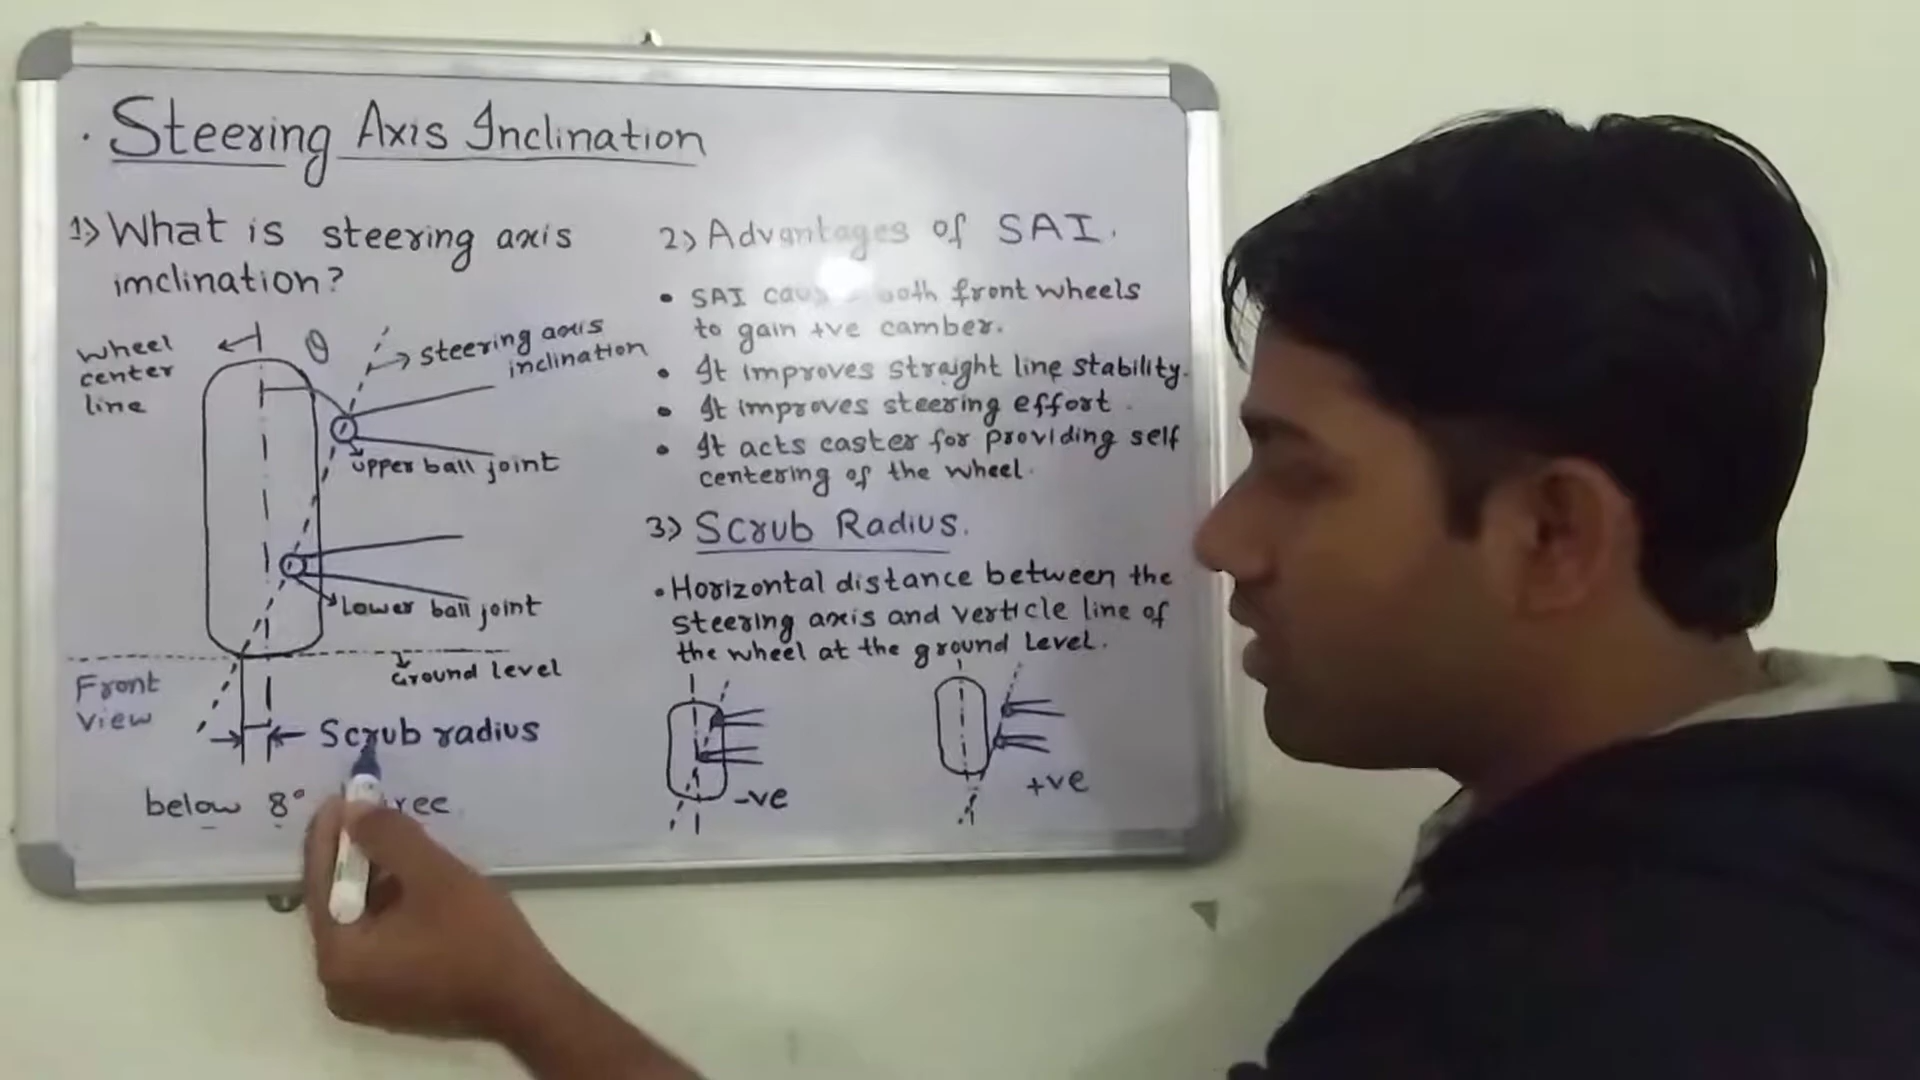 . Steering Axis Inclination
1) What is steering axis
imclination?
wheel
center
line
θ
steering axis
inclination
upper ball joint
Lower ball joint
Ground level
Front
View
Scrub radius
below 8°
2) Advantages of SAI.
• SAI both front wheels
to gain +ve camber.
• It improves straight line stability.
• It improves steering effort.
• It acts caster for providing self
centering of the wheel.
3) Scrub Radius.
• Horizontal distance between the
steering axis and verticle line of
the wheel at the ground Level.
-ve
+ve